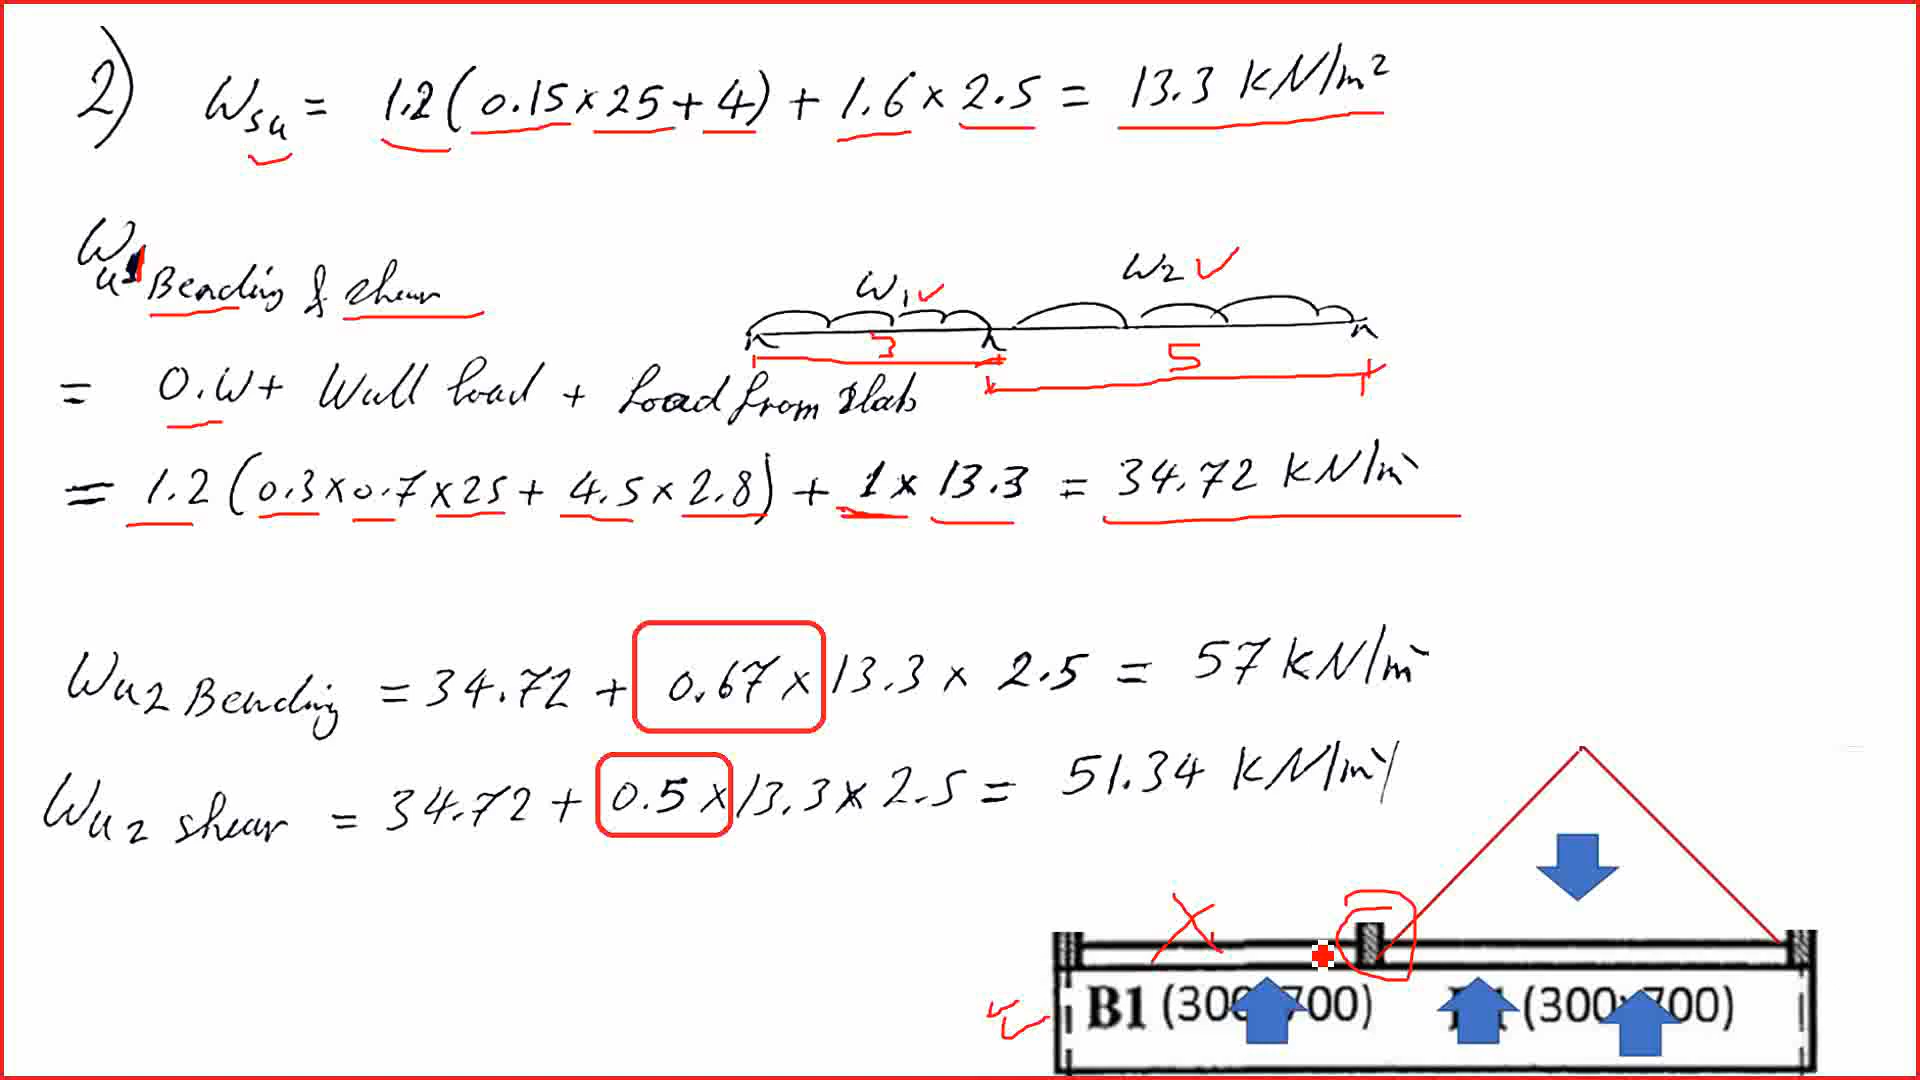 2) Wsu = 1.2(0.15×25+4) + 1.6×2.5 = 13.3 kN/m²
W1 W2
Wu1 Bending & shear
3 5
= O.W + Wall load + Load from slab
= 1.2 (0.3×0.7×25 + 4.5×2.8) + 1×13.3 = 34.72 kN/m
Wu2 Bending = 34.72 + 0.67×13.3×2.5 = 57 kN/m
Wu2 shear = 34.72 + 0.5×13.3×2.5 = 51.34 kN/m
B1 (300 700) (300x700)